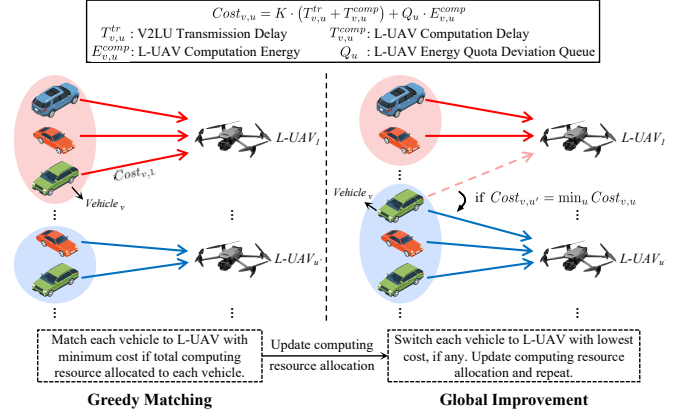 Cost_{v,u} = K · (T^{tr}_{v,u} + T^{comp}_{v,u}) + Q_u · E^{comp}_{v,u}
T^{tr}_{v,u} : V2LU Transmission Delay T^{comp}_{v,u} : L-UAV Computation Delay
E^{comp}_{v,u} : L-UAV Computation Energy Q_u : L-UAV Energy Quota Deviation Queue
L-UAV_1
Cost_{v,1}
Vehicle_v
⋮
⋮
L-UAV_{u'}
⋮
⋮
L-UAV_1
⋮
Vehicle_v
if Cost_{v,u'} = min_u Cost_{v,u}
⋮
L-UAV_{u'}
⋮
⋮
Match each vehicle to L-UAV with
minimum cost if total computing
resource allocated to each vehicle.
Update computing
resource allocation
Switch each vehicle to L-UAV with lowest
cost, if any. Update computing resource
allocation and repeat.
Greedy Matching
Global Improvement